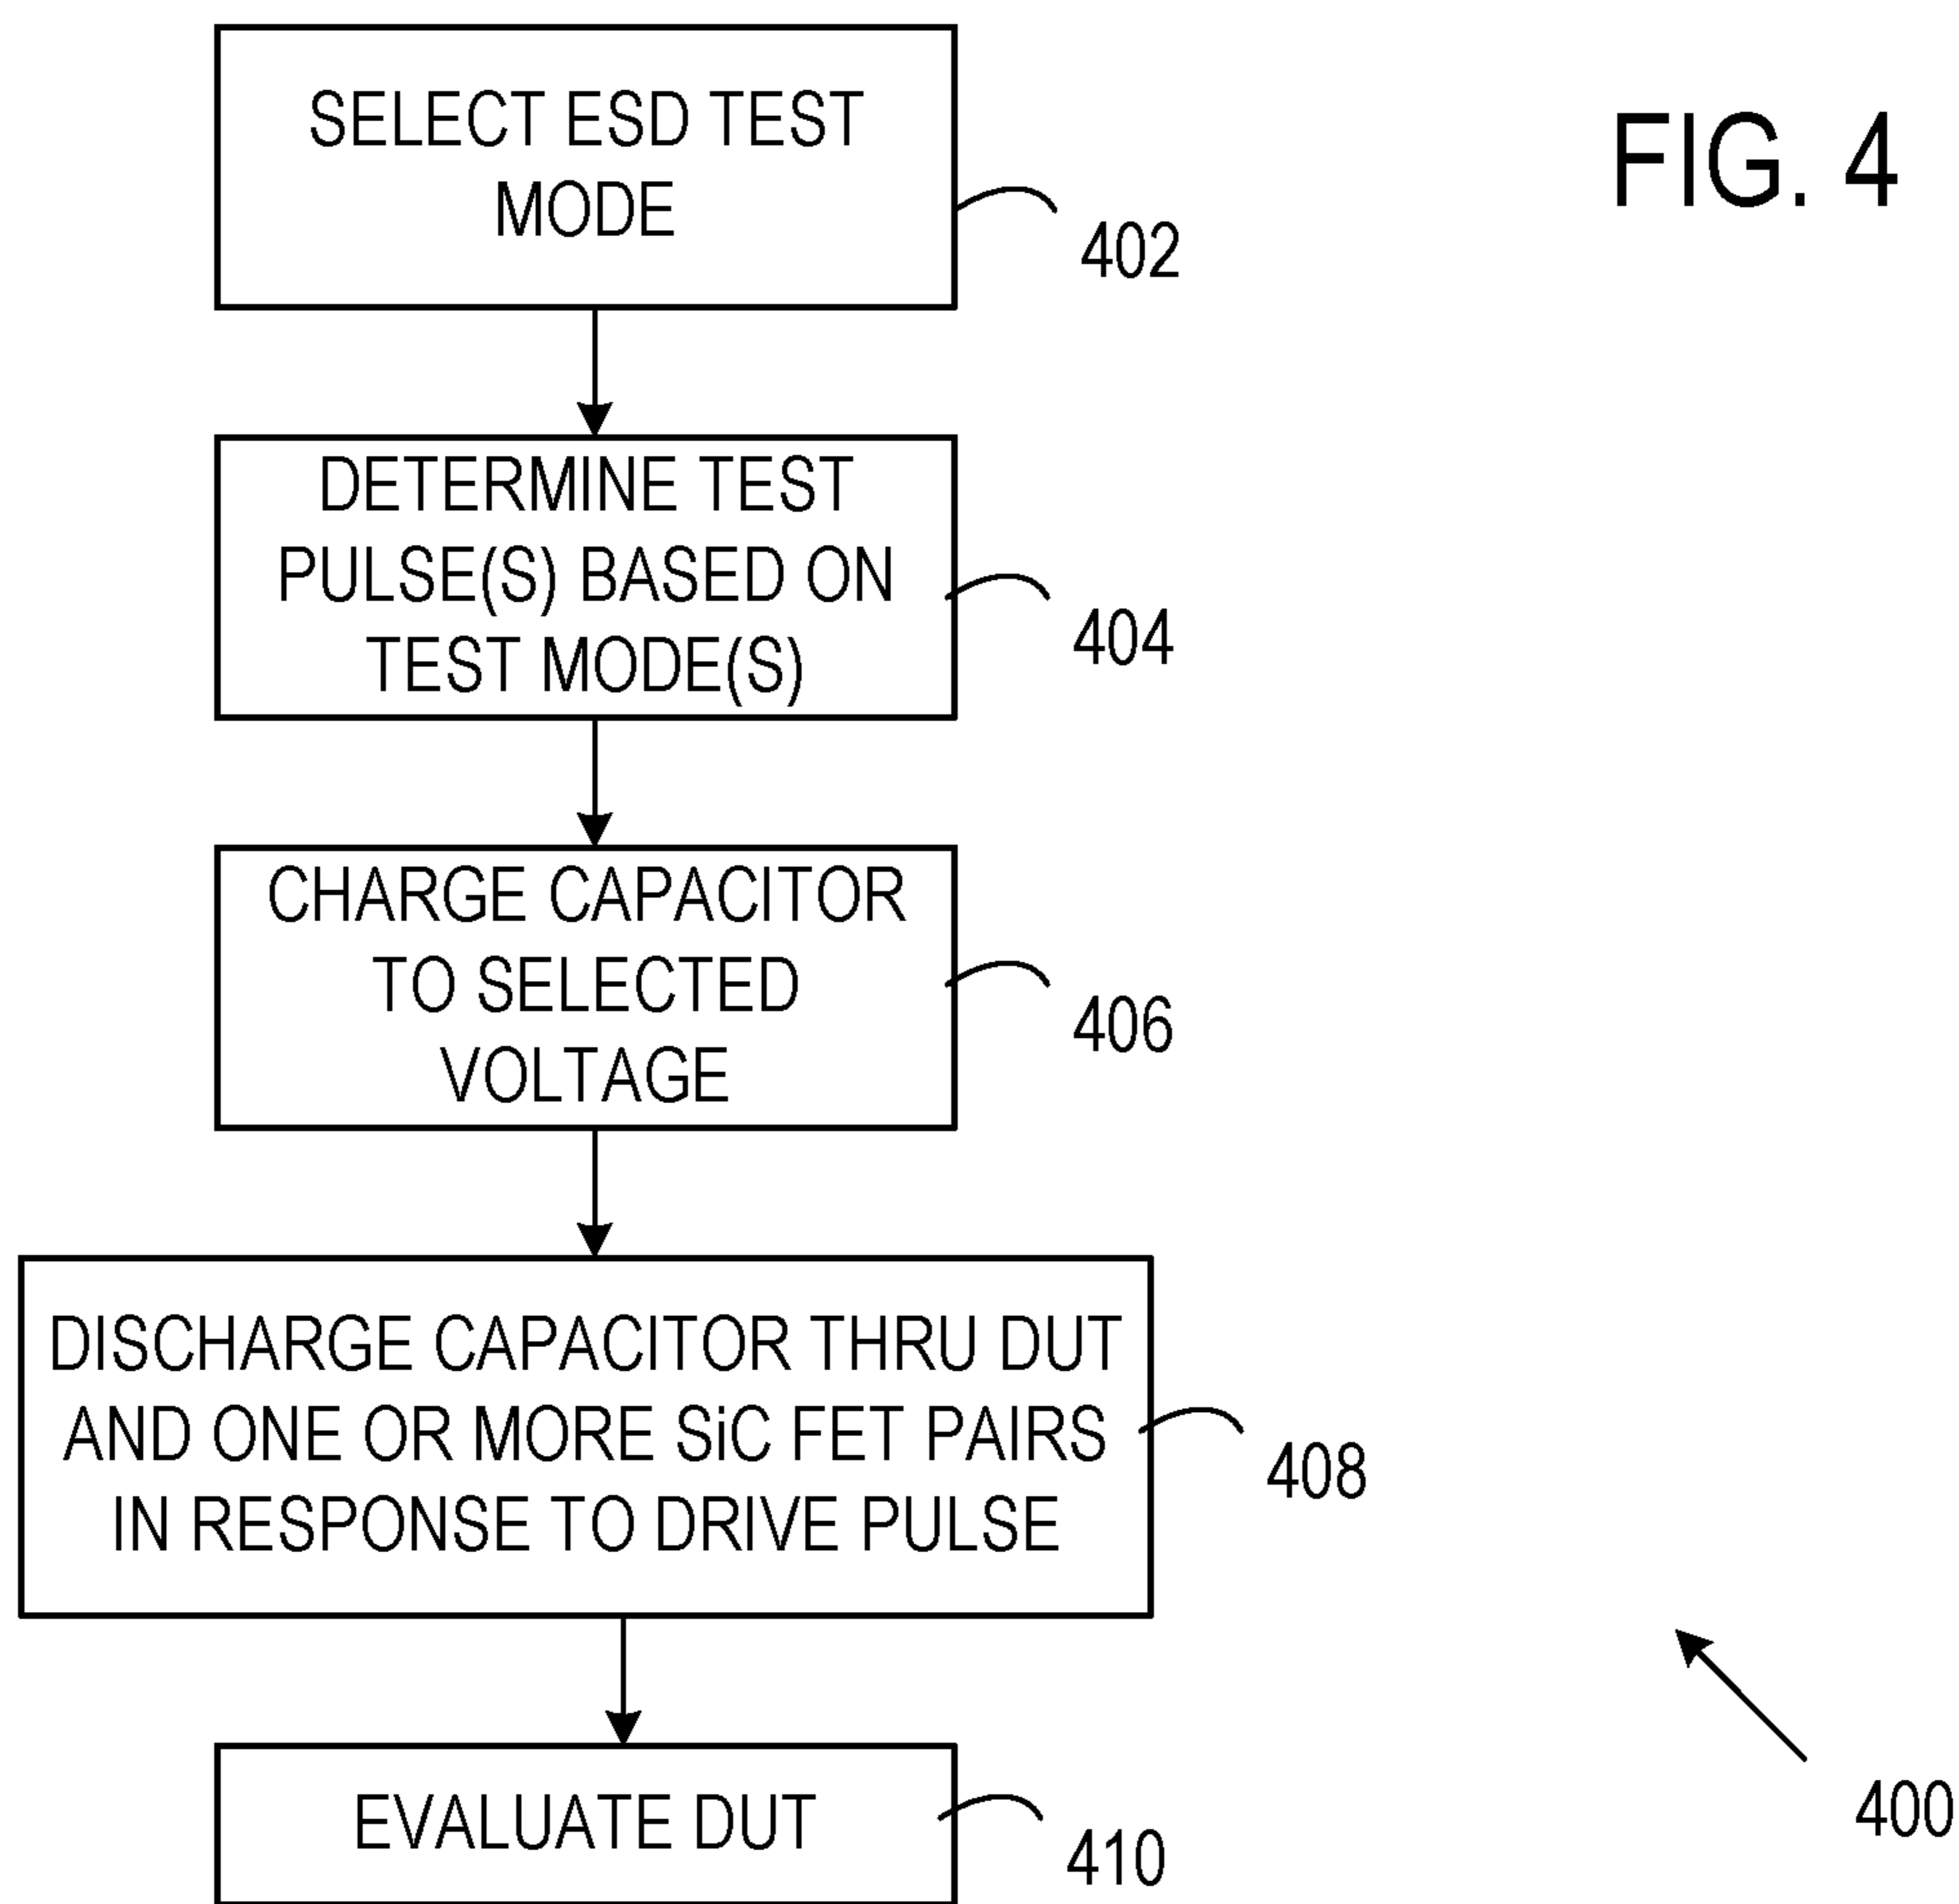 SELECT ESD TEST
MODE
402
FIG. 4
DETERMINE TEST
PULSE(S) BASED ON
TEST MODE(S)
404
CHARGE CAPACITOR
TO SELECTED
VOLTAGE
406
DISCHARGE CAPACITOR THRU DUT
AND ONE OR MORE SiC FET PAIRS
IN RESPONSE TO DRIVE PULSE
408
EVALUATE DUT
410
400